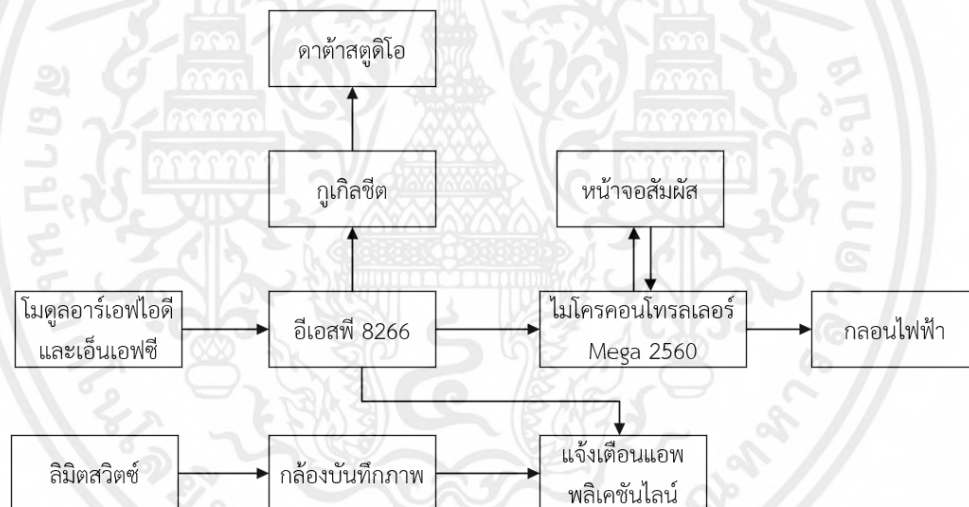 ดาต้าสตูดิโอ
กูเกิลชีต
หน้าจอสัมผัส
โมดูลอาร์เอฟไอดี
และเอ็นเอฟซี
อีเอสพี 8266
ไมโครคอนโทรลเลอร์
Mega 2560
กลอนไฟฟ้า
ลิมิตสวิตซ์
กล้องบันทึกภาพ
แจ้งเตือนแอพ
พลิเคชันไลน์